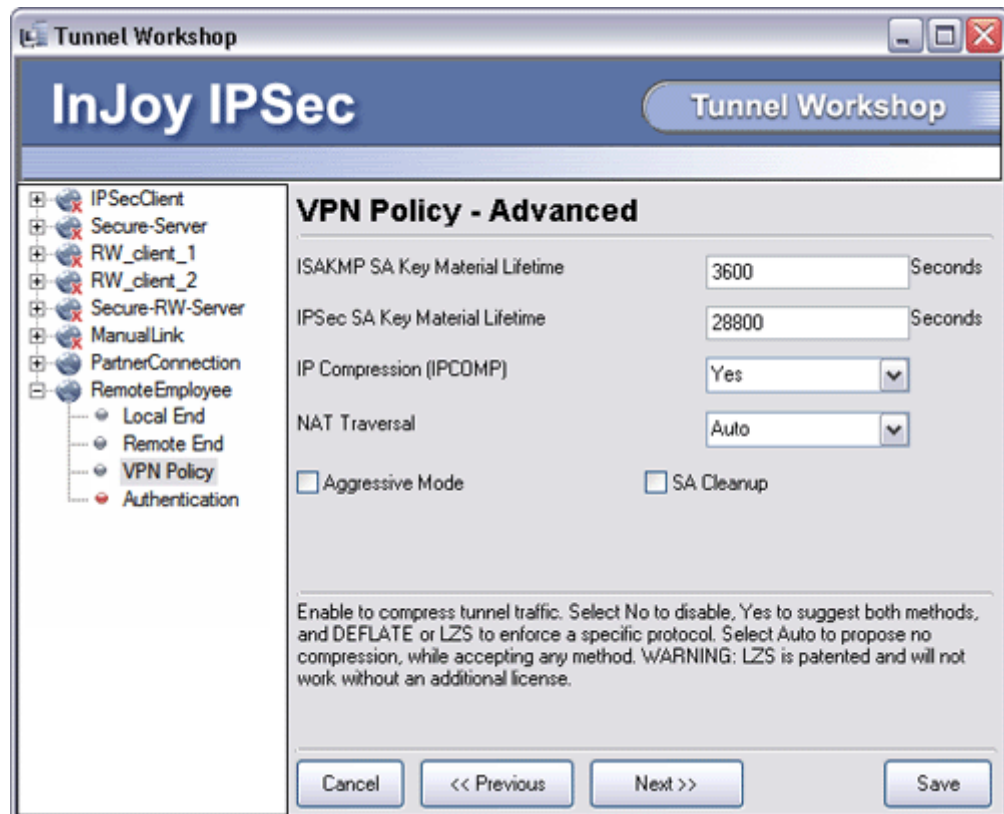 Tunnel Workshop
InJoy IPSec
Tunnel Workshop
IPSecClient
Secure-Server
RW_client_1
RW_client_2
Secure-RW-Server
ManualLink
PartnerConnection
RemoteEmployee
Local End
Remote End
VPN Policy
Authentication
VPN Policy - Advanced
ISAKMP SA Key Material Lifetime 3600 Seconds
IPSec SA Key Material Lifetime 28800 Seconds
IP Compression (IPCOMP) Yes
NAT Traversal Auto
Aggressive Mode SA Cleanup
Enable to compress tunnel traffic. Select No to disable, Yes to suggest both methods,
and DEFLATE or LZS to enforce a specific protocol. Select Auto to propose no
compression, while accepting any method. WARNING: LZS is patented and will not
work without an additional license.
Cancel << Previous Next >> Save